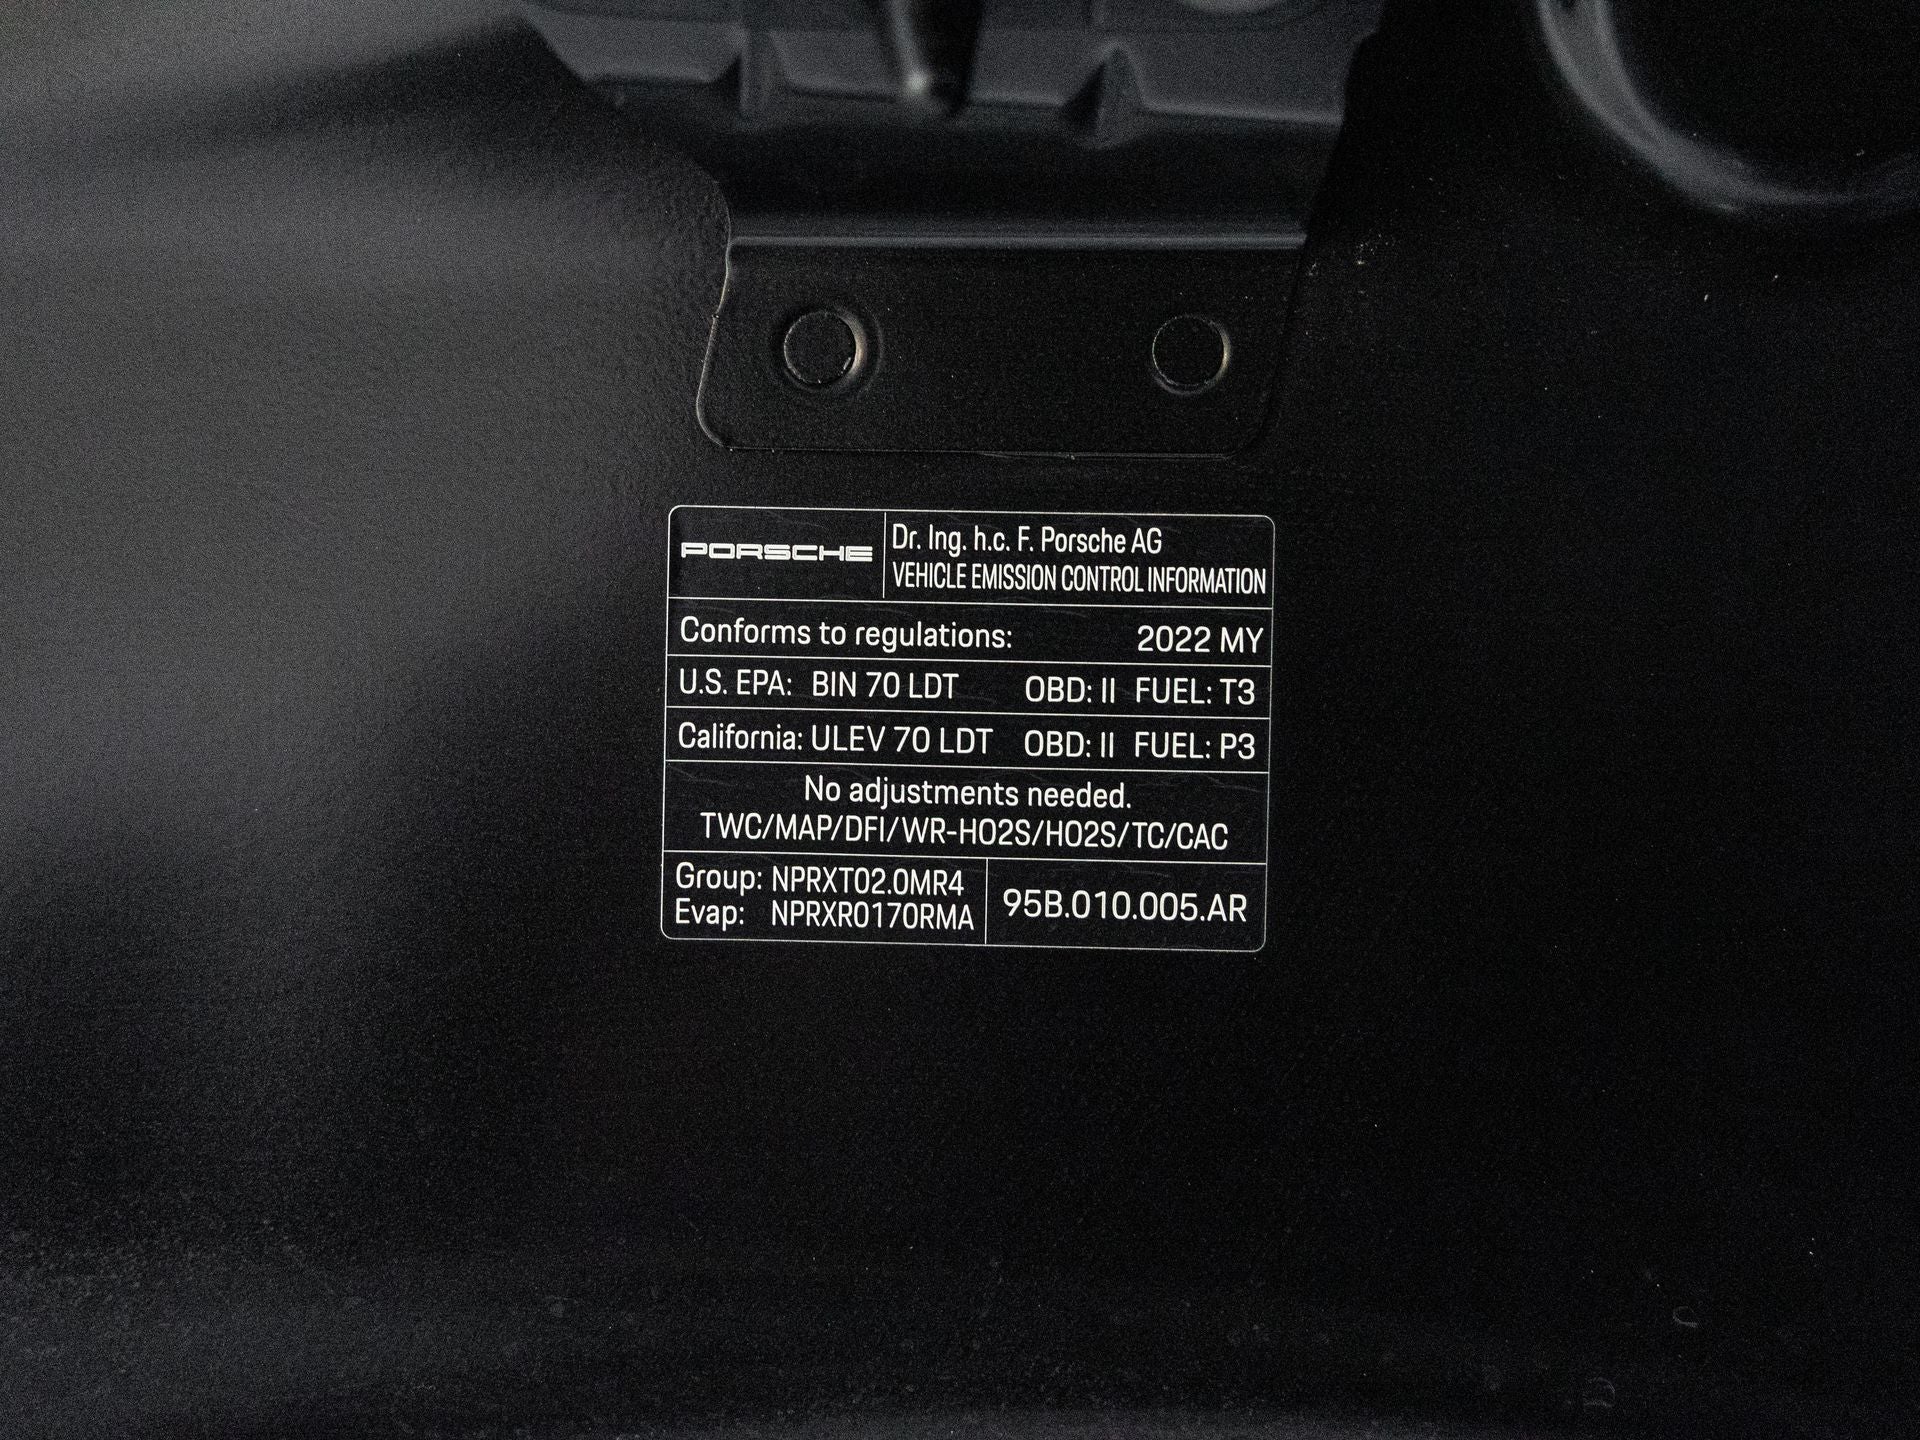 PORSCHE
Dr. Ing. h.c. F. Porsche AG
VEHICLE EMISSION CONTROL INFORMATION
Conforms to regulations: 2022 MY
U.S. EPA: BIN 70 LDT OBD: II FUEL: T3
California: ULEV 70 LDT OBD: II FUEL: P3
No adjustments needed.
TWC/MAP/DFI/WR-HO2S/HO2S/TC/CAC
Group: NPRXT02.0MR4
Evap: NPRXR0170RMA
95B.010.005.AR